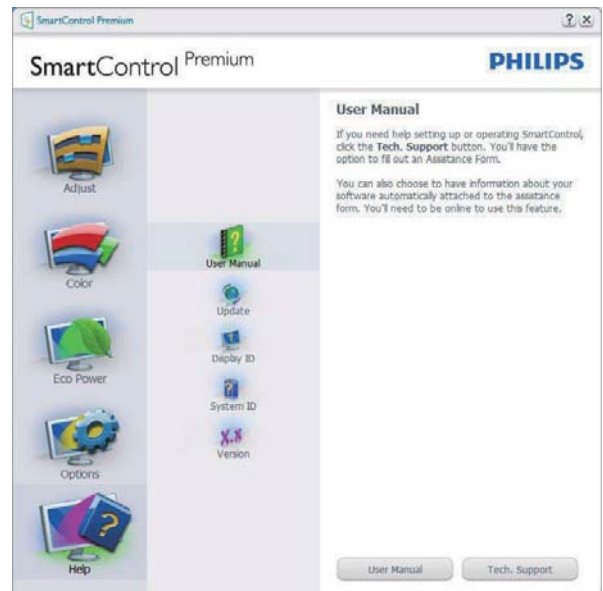 SmartControl Premium
SmartControl Premium
PHILIPS
Adjust
Color
Eco Power
Options
Help
User Manual
Update
Display ID
System ID
X.X
Version
User Manual
If you need help setting up or operating SmartControl,
click the Tech. Support button. You'll have the
option to fill out an Assistance Form.
You can also choose to have information about your
software automatically attached to the assistance
form. You'll need to be online to use this feature.
User Manual
Tech. Support